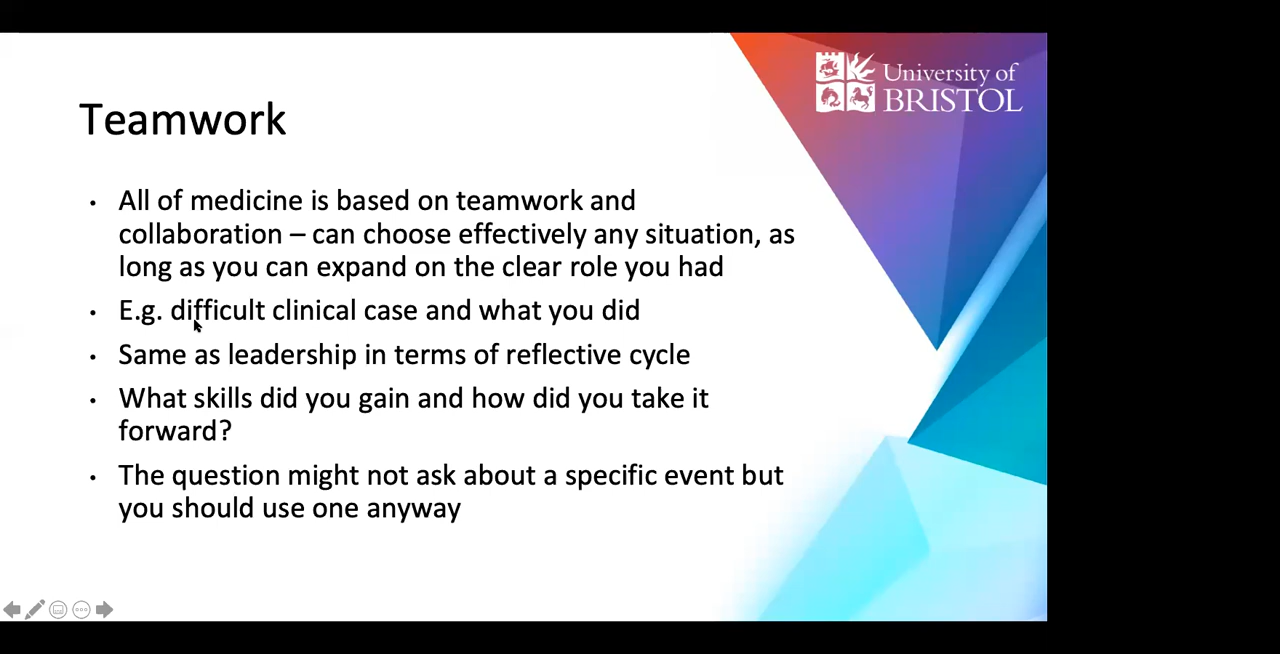 University of
BRISTOL
Teamwork
• All of medicine is based on teamwork and
collaboration – can choose effectively any situation, as
long as you can expand on the clear role you had
• E.g. difficult clinical case and what you did
• Same as leadership in terms of reflective cycle
• What skills did you gain and how did you take it
forward?
• The question might not ask about a specific event but
you should use one anyway